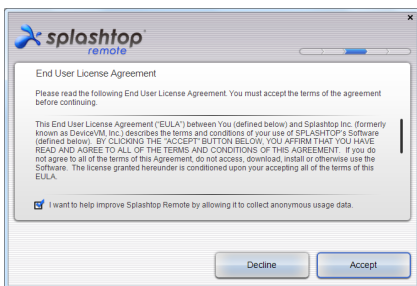 splashtop
remote
End User License Agreement
Please read the following End User License Agreement. You must accept the terms of the agreement
before continuing.
This End User License Agreement ("EULA") between You (defined below) and Splashtop Inc. (formerly
known as DeviceVM, Inc.) describes the terms and conditions of your use of SPLASHTOP's Software
(defined below). BY CLICKING THE "ACCEPT" BUTTON BELOW, YOU AFFIRM THAT YOU HAVE
READ AND AGREE TO ALL OF THE TERMS AND CONDITIONS OF THIS AGREEMENT. If you do
not agree to all of the terms of this Agreement, do not access, download, install or otherwise use the
Software. The license granted hereunder is conditioned upon your accepting all of the terms of this
EULA.
I want to help improve Splashtop Remote by allowing it to collect anonymous usage data.
Decline Accept